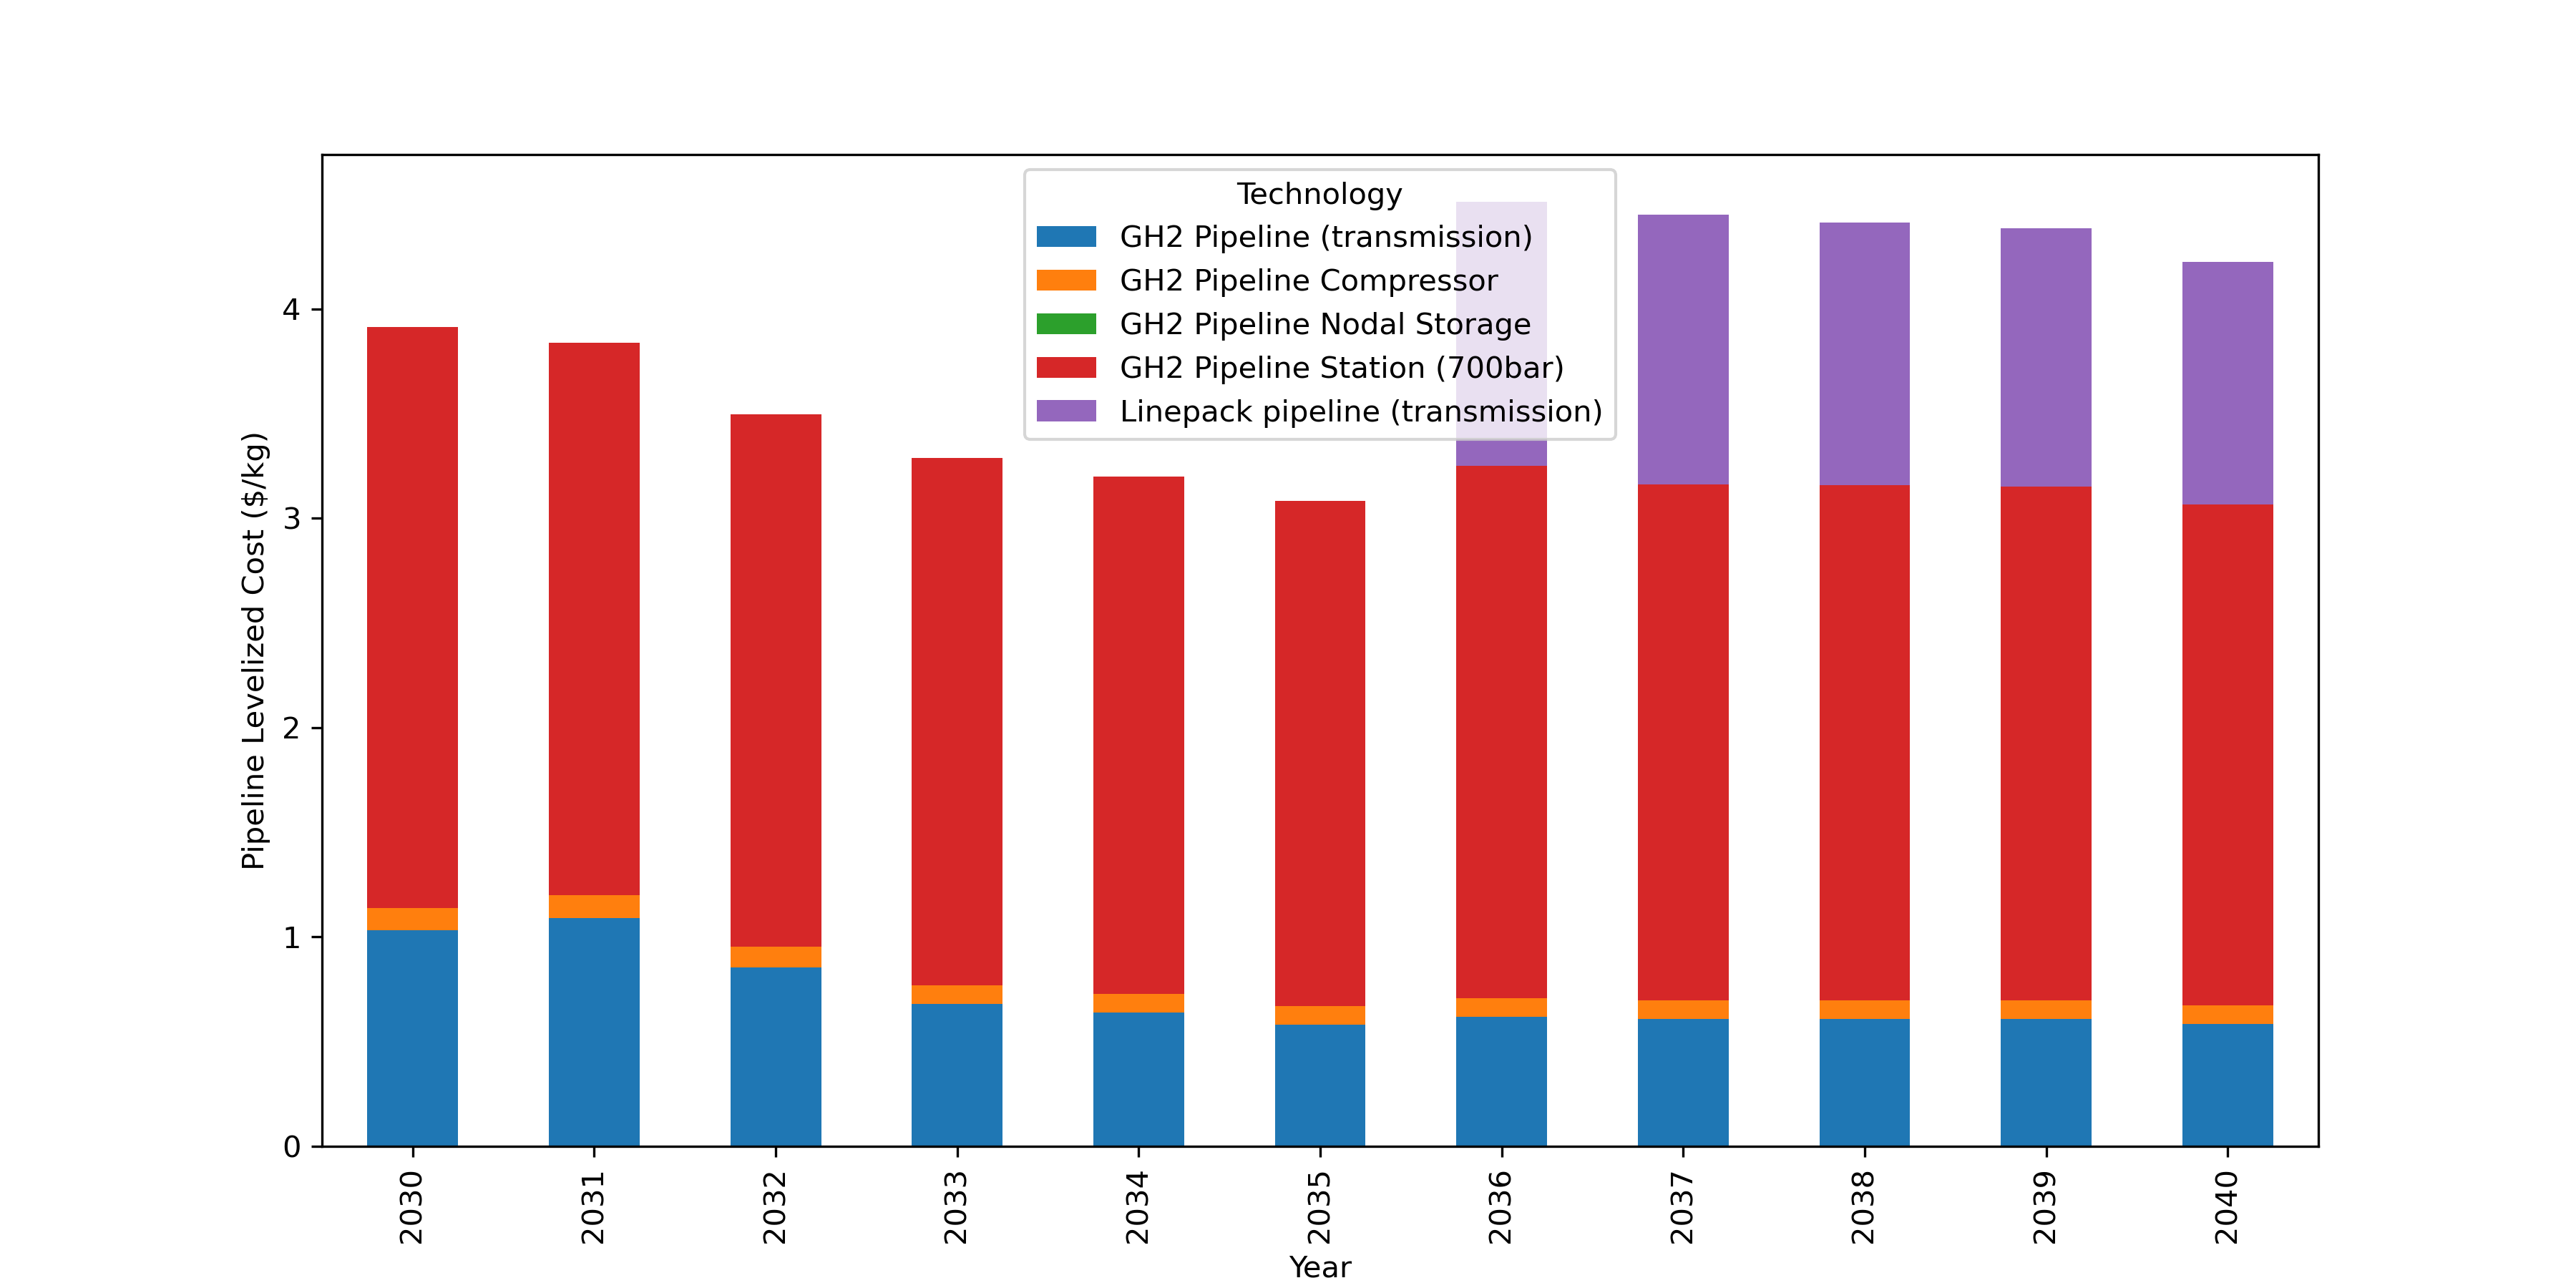 Technology
GH2 Pipeline (transmission)
GH2 Pipeline Compressor
GH2 Pipeline Nodal Storage
GH2 Pipeline Station (700bar)
Linepack pipeline (transmission)
Pipeline Levelized Cost ($/kg)
4
3
2
1
0
2030
2031
2032
2033
2034
2035
2036
2037
2038
2039
2040
Year